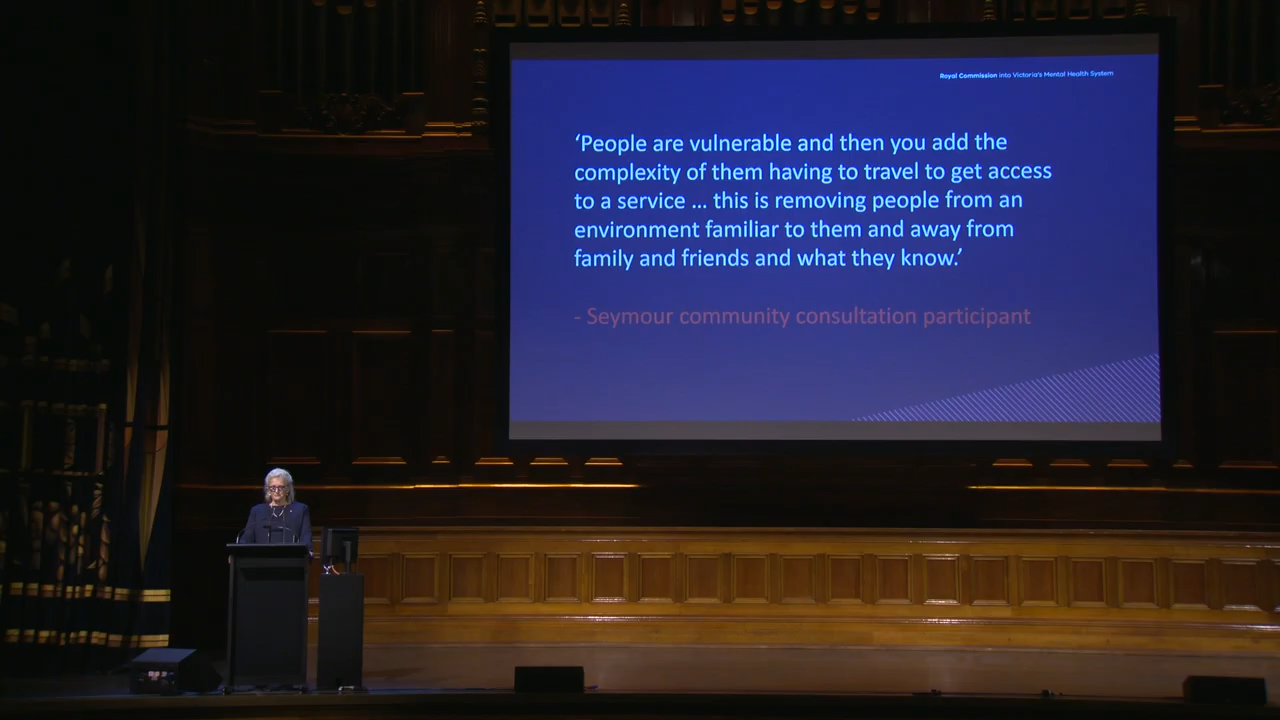 Royal Commission into Victoria's Mental Health System
‘People are vulnerable and then you add the
complexity of them having to travel to get access
to a service ... this is removing people from an
environment familiar to them and away from
family and friends and what they know.’
- Seymour community consultation participant